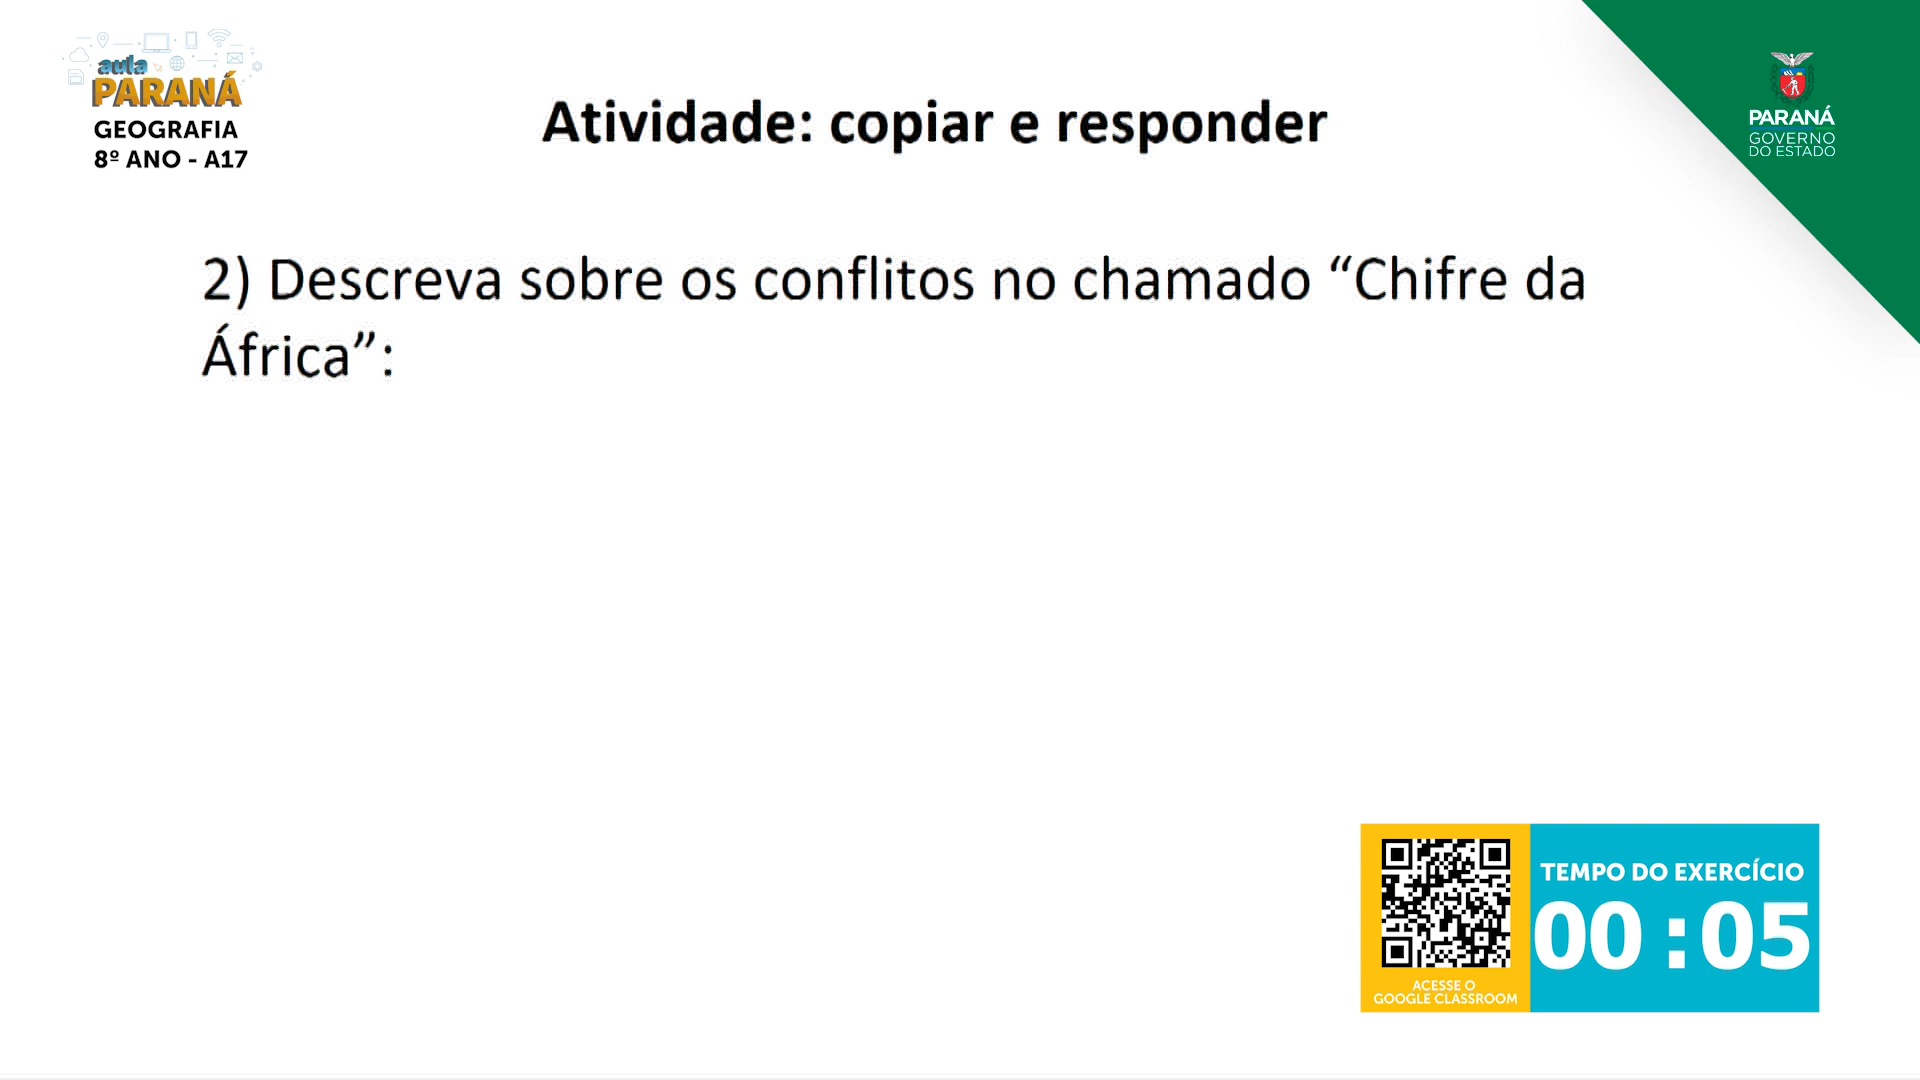 aula
PARANÁ
GEOGRAFIA
8º ANO - A17
Atividade: copiar e responder
PARANÁ
GOVERNO
DO ESTADO
2) Descreva sobre os conflitos no chamado “Chifre da
África”:
TEMPO DO EXERCÍCIO
00 : 05
ACESSE O
GOOGLE CLASSROOM